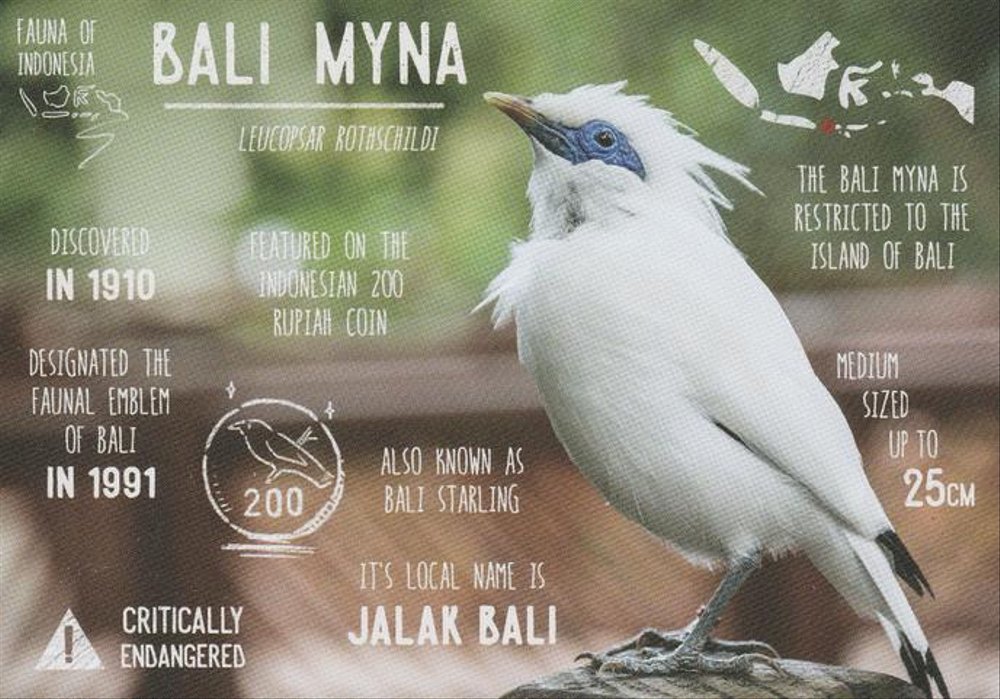 FAUNA OF
INDONESIA
BALI MYNA
LEUCOPSAR ROTHSCHILDI
THE BALI MYNA IS
RESTRICTED TO THE
ISLAND OF BALI
DISCOVERED
IN 1910
FEATURED ON THE
INDONESIAN 200
RUPIAH COIN
DESIGNATED THE
FAUNAL EMBLEM
OF BALI
IN 1991
200
ALSO KNOWN AS
BALI STARLING
MEDIUM
SIZED
UP TO
25CM
IT'S LOCAL NAME IS
JALAK BALI
!
CRITICALLY
ENDANGERED